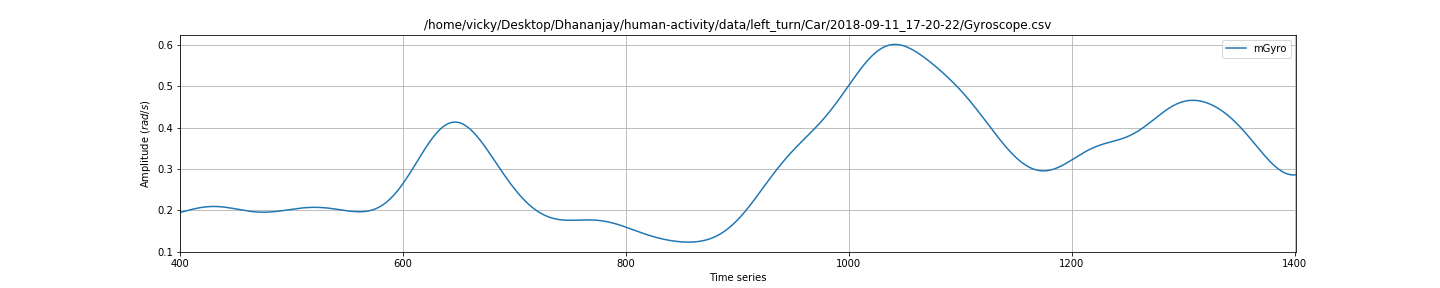 /home/vicky/Desktop/Dhananjay/human-activity/data/left_turn/Car/2018-09-11_17-20-22/Gyroscope.csv
mGyro
Amplitude (rad/s)
0.6
0.5
0.4
0.3
0.2
0.1
400 600 800 1000 1200 1400
Time series